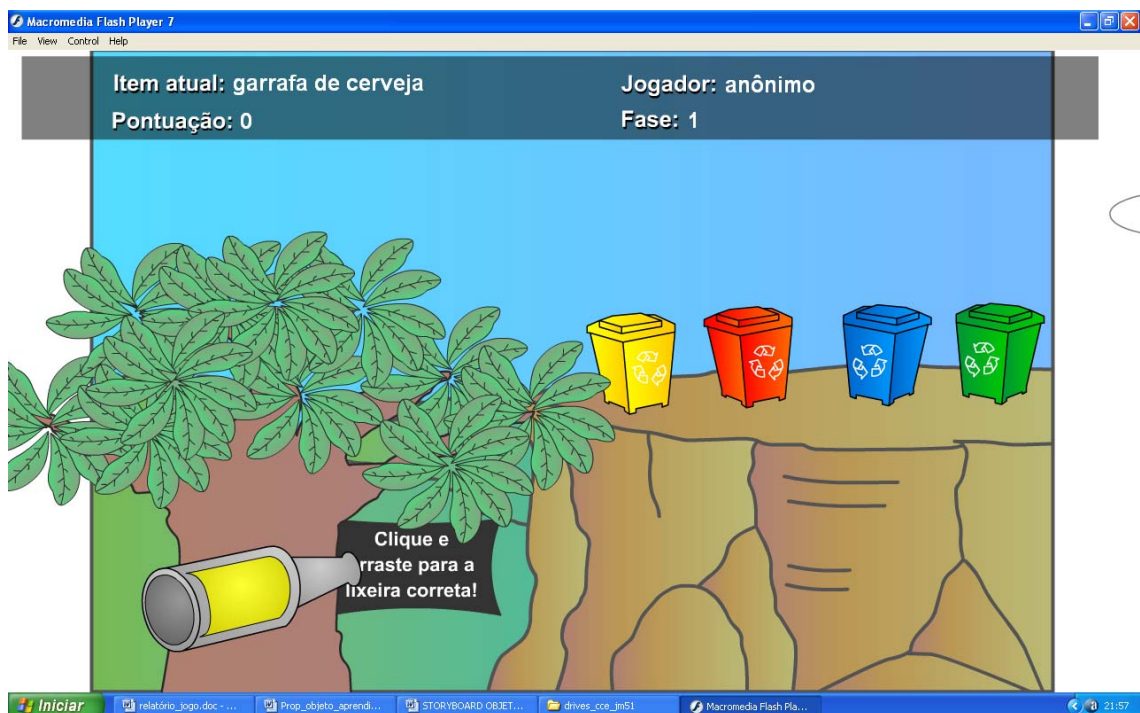 Macromedia Flash Player 7
File View Control Help
Item atual: garrafa de cerveja
Jogador: anônimo
Pontuação: 0
Fase: 1
Clique e
rraste para a
lixeira correta!
Iniciar
relatório_jogo.doc - ...
Prop_objeto_aprendi...
STORYBOARD OBJET...
drives_cce_jm51
Macromedia Flash Pla...
21:57